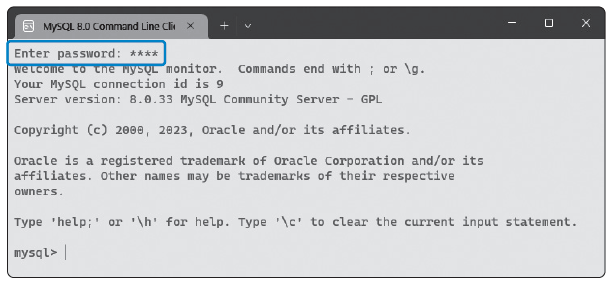 MySQL 8.0 Command Line Clie
Enter password: ****
Welcome to the MySQL monitor.  Commands end with ; or \g.
Your MySQL connection id is 9
Server version: 8.0.33 MySQL Community Server - GPL
Copyright (c) 2000, 2023, Oracle and/or its affiliates.
Oracle is a registered trademark of Oracle Corporation and/or its
affiliates. Other names may be trademarks of their respective
owners.
Type 'help;' or '\h' for help. Type '\c' to clear the current input statement.
mysql>